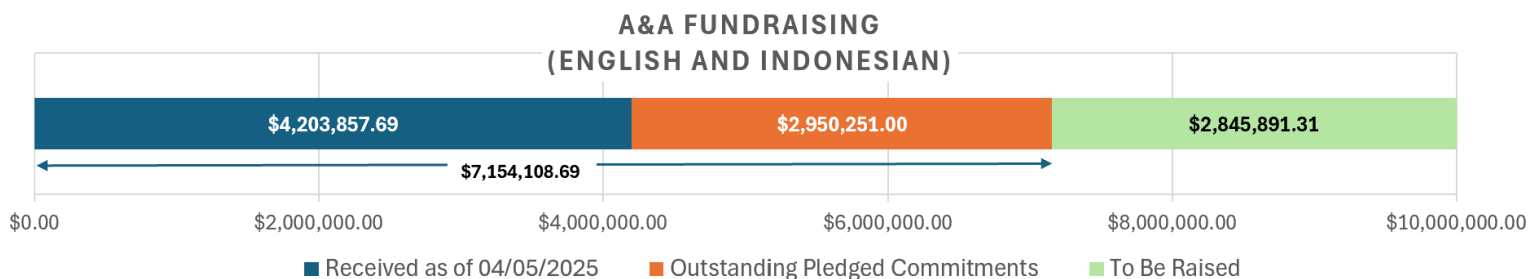 A&A FUNDRAISING
(ENGLISH AND INDONESIAN)
$4,203,857.69 $2,950,251.00 $2,845,891.31
$7,154,108.69
$0.00 $2,000,000.00 $4,000,000.00 $6,000,000.00 $8,000,000.00 $10,000,000.00
Received as of 04/05/2025 Outstanding Pledged Commitments To Be Raised